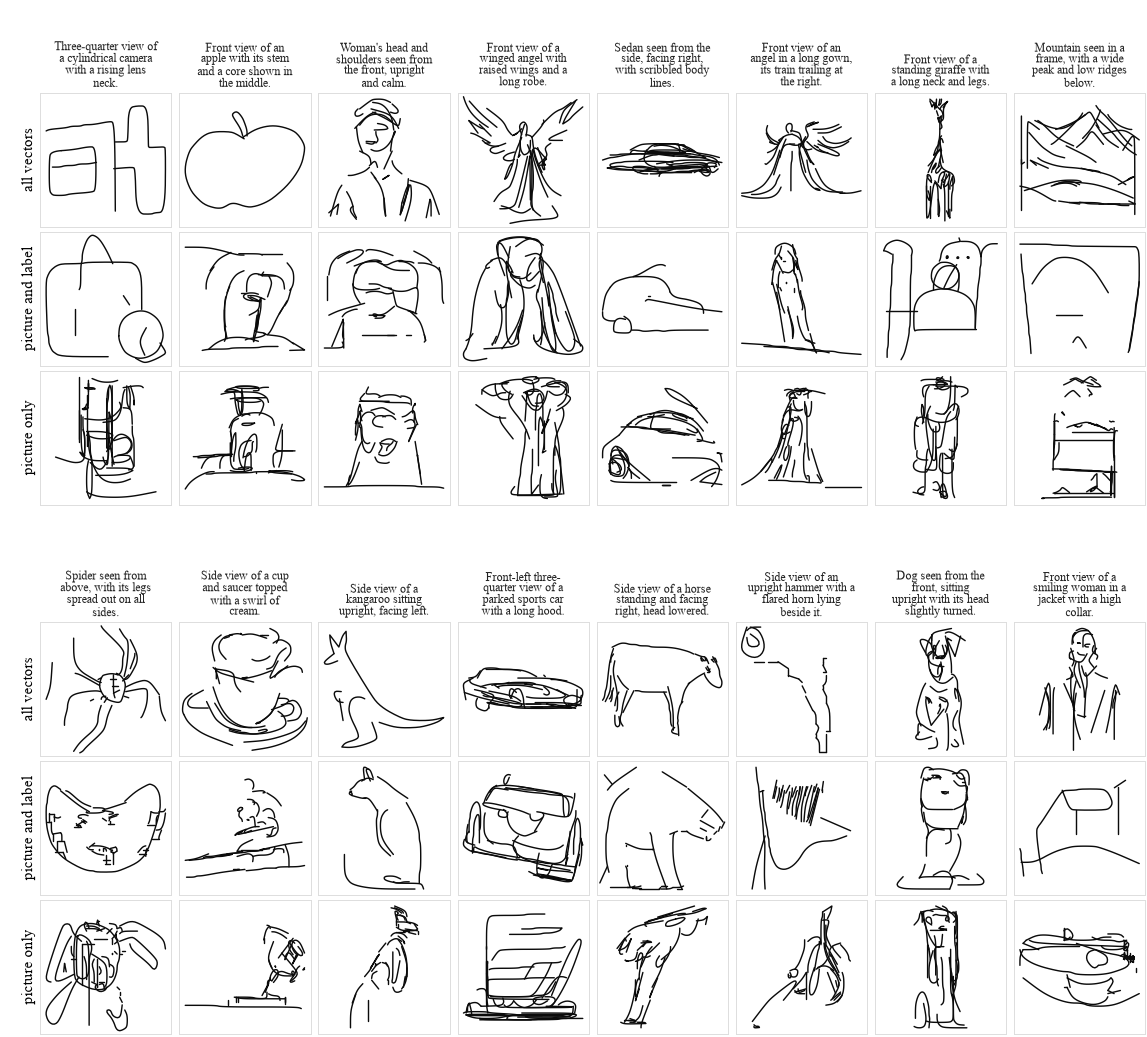 Three-quarter view of
a cylindrical camera
with a rising lens
neck.
Front view of an
apple with its stem
and a core shown in
the middle.
Woman's head and
shoulders seen from
the front, upright
and calm.
Front view of a
winged angel with
raised wings and a
long robe.
Sedan seen from the
side, facing right,
with scribbled body
lines.
Front view of an
angel in a long gown,
its train trailing at
the right.
Front view of a
standing giraffe with
a long neck and legs.
Mountain seen in a
frame, with a wide
peak and low ridges
below.
all vectors
picture and label
picture only
Spider seen from
above, with its legs
spread out on all
sides.
Side view of a cup
and saucer topped
with a swirl of
cream.
Side view of a
kangaroo sitting
upright, facing left.
Front-left three-
quarter view of a
parked sports car
with a long hood.
Side view of a horse
standing and facing
right, head lowered.
Side view of an
upright hammer with a
flared horn lying
beside it.
Dog seen from the
front, sitting
upright with its head
slightly turned.
Front view of a
smiling woman in a
jacket with a high
collar.
all vectors
picture and label
picture only